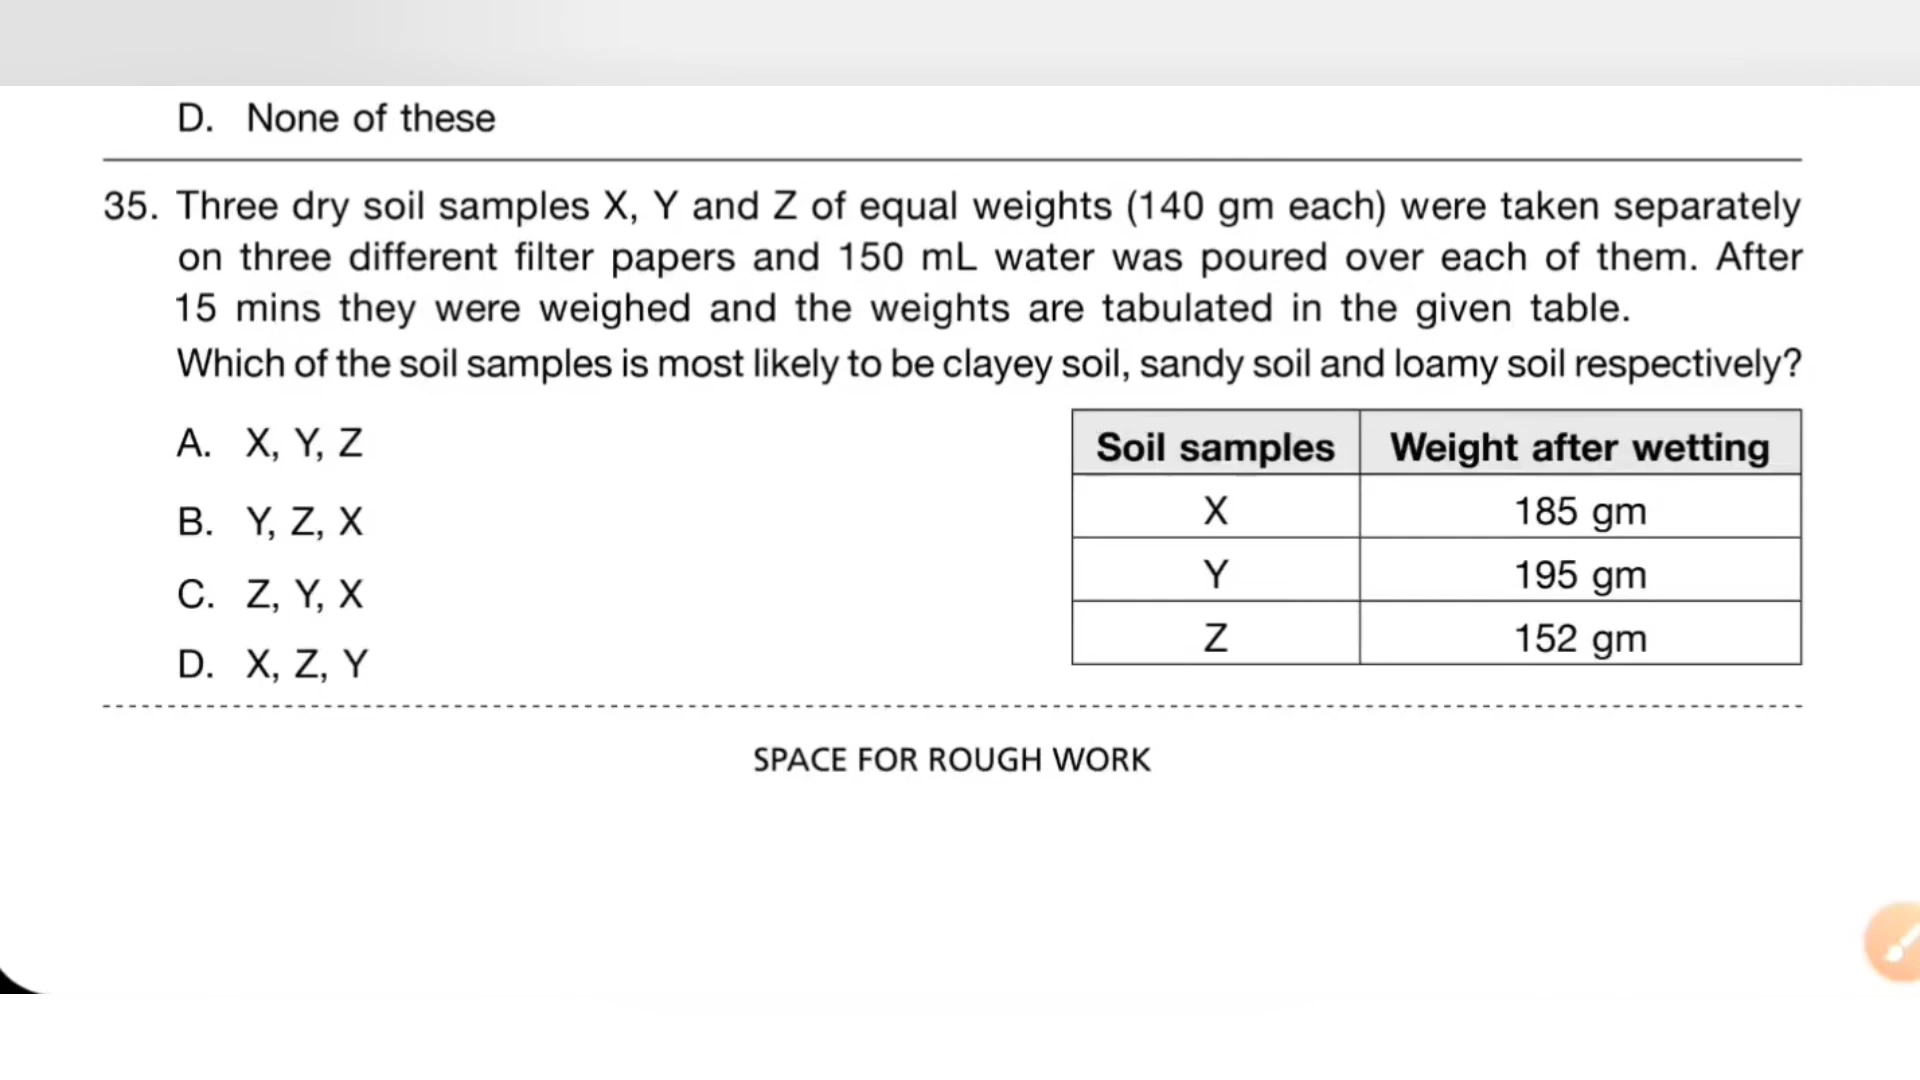 D. None of these
35. Three dry soil samples X, Y and Z of equal weights (140 gm each) were taken separately
on three different filter papers and 150 mL water was poured over each of them. After
15 mins they were weighed and the weights are tabulated in the given table.
Which of the soil samples is most likely to be clayey soil, sandy soil and loamy soil respectively?
A. X, Y, Z
B. Y, Z, X
C. Z, Y, X
D. X, Z, Y
Soil samples Weight after wetting
X 185 gm
Y 195 gm
Z 152 gm
SPACE FOR ROUGH WORK